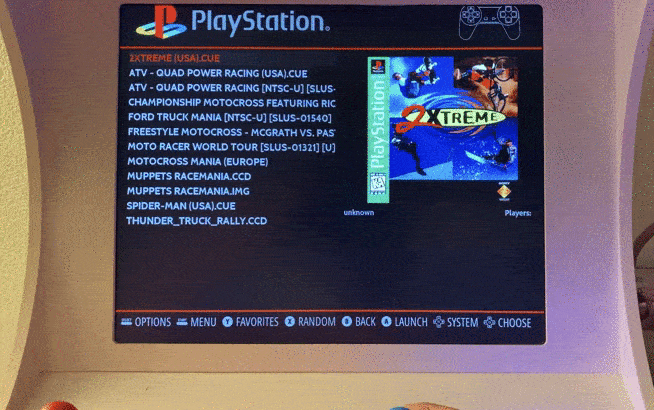 PlayStation®
2XTREME (USA).CUE
ATV - QUAD POWER RACING (USA).CUE
ATV - QUAD POWER RACING [NTSC-U] [SLUS-
CHAMPIONSHIP MOTOCROSS FEATURING RIC
FORD TRUCK MANIA [NTSC-U] [SLUS-01540]
FREESTYLE MOTOCROSS - MCGRATH VS. PAS
MOTO RACER WORLD TOUR [SLUS-01321] [U]
MOTOCROSS MANIA (EUROPE)
MUPPETS RACEMANIA.CCD
MUPPETS RACEMANIA.IMG
SPIDER-MAN (USA).CUE
THUNDER_TRUCK_RALLY.CCD
PlayStation
2XTREME
unknown
Players:
OPTIONS MENU Y FAVORITES X RANDOM B BACK A LAUNCH SYSTEM CHOOSE